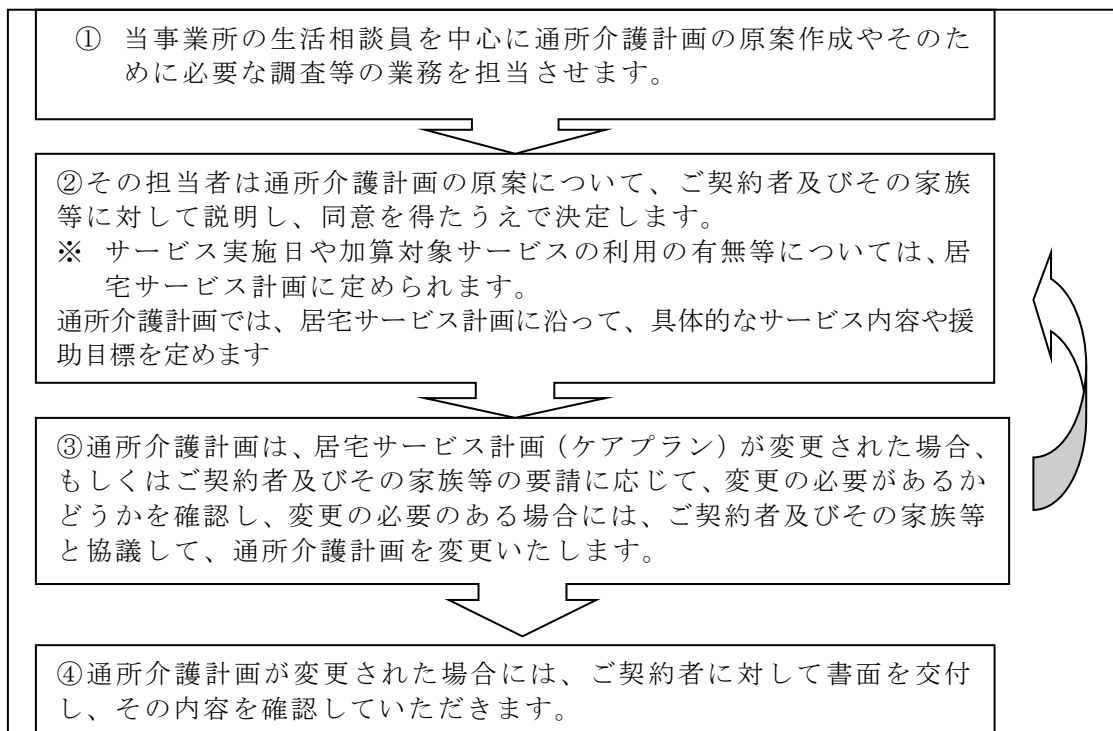 ① 当事業所の生活相談員を中心に通所介護計画の原案作成やそのた
めに必要な調査等の業務を担当させます。
②その担当者は通所介護計画の原案について、ご契約者及びその家族
等に対して説明し、同意を得たうえで決定します。
※ サービス実施日や加算対象サービスの利用の有無等については、居
宅サービス計画に定められます。
通所介護計画では、居宅サービス計画に沿って、具体的なサービス内容や援
助目標を定めます
③通所介護計画は、居宅サービス計画（ケアプラン）が変更された場合、
もしくはご契約者及びその家族等の要請に応じて、変更の必要があるか
どうかを確認し、変更の必要のある場合には、ご契約者及びその家族等
と協議して、通所介護計画を変更いたします。
④通所介護計画が変更された場合には、ご契約者に対して書面を交付
し、その内容を確認していただきます。